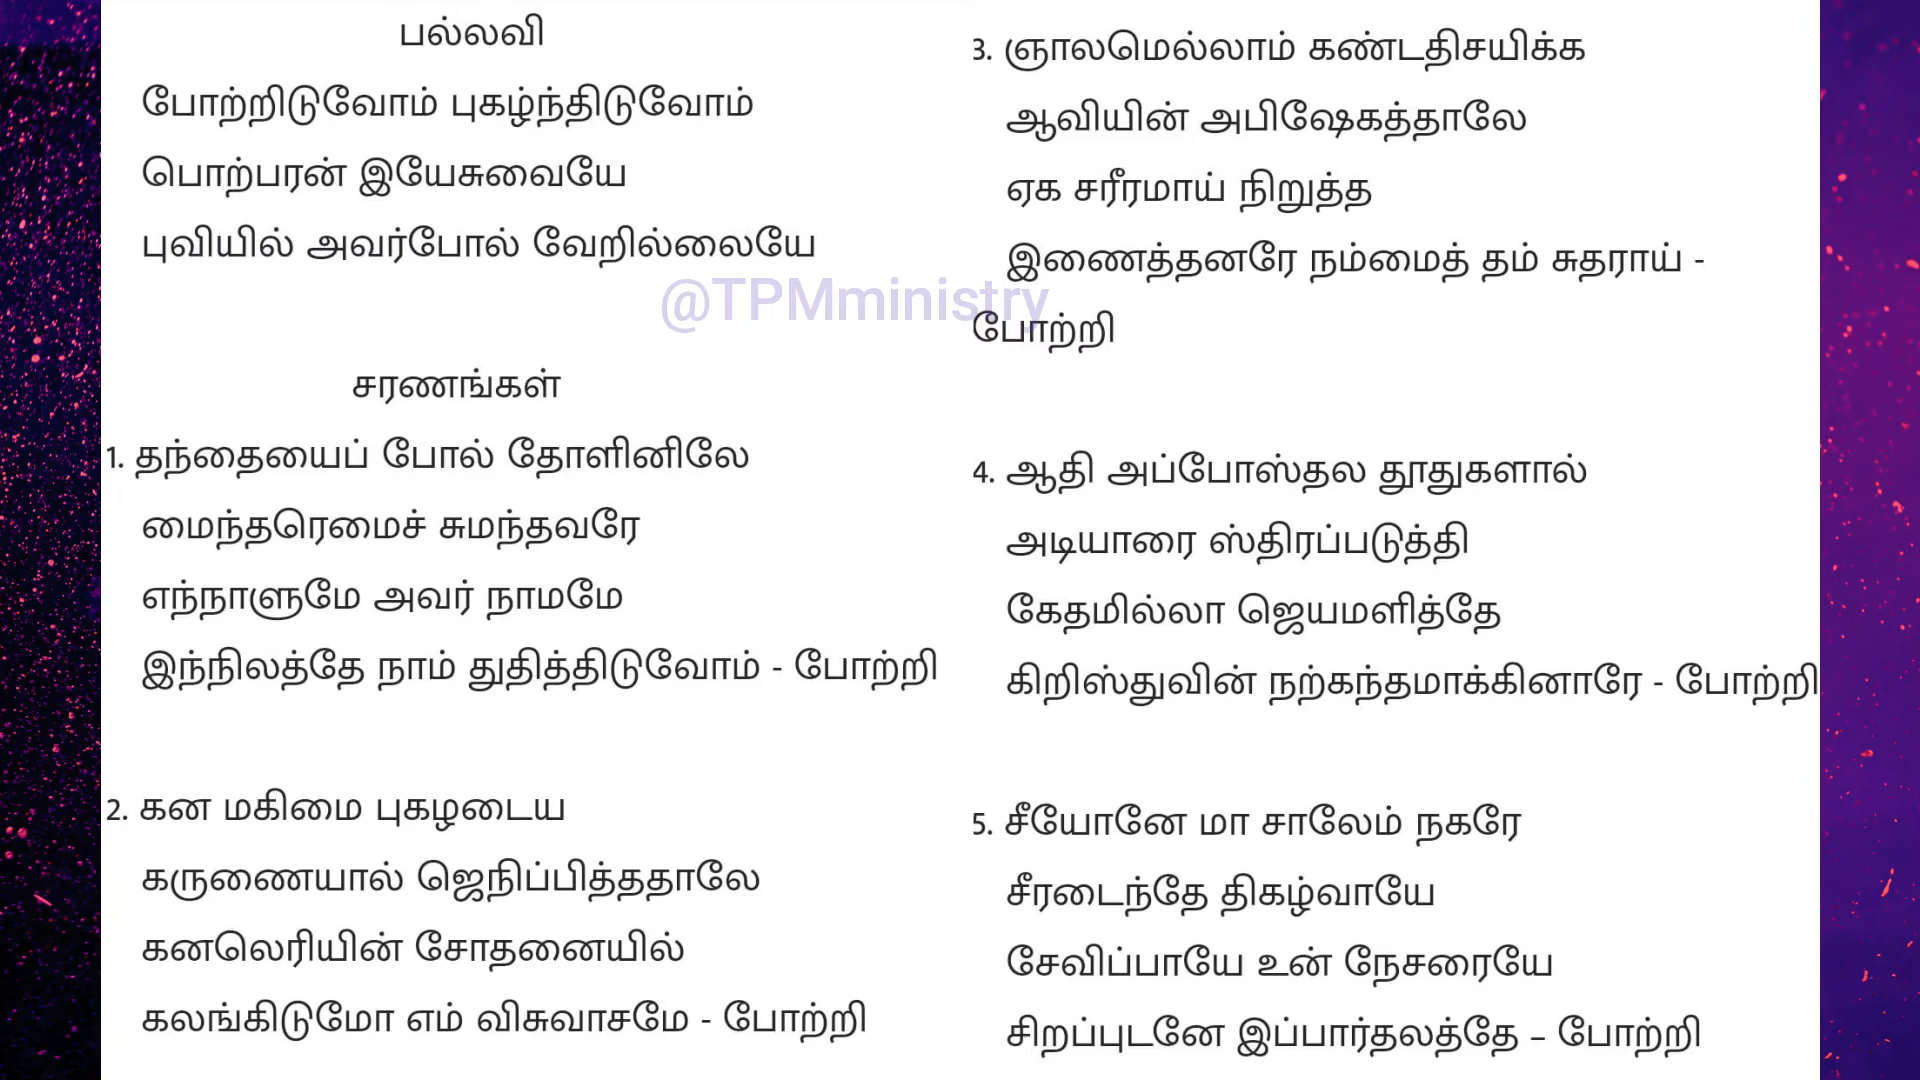 பல்லவி
போற்றிடுவோம் புகழ்ந்திடுவோம்
பொற்பரன் இயேசுவையே
புவியில் அவர்போல் வேறில்லையே
சரணங்கள்
1. தந்தையைப் போல் தோளினிலே
மைந்தரெமைச் சுமந்தவரே
எந்நாளுமே அவர் நாமமே
இந்நிலத்தே நாம் துதித்திடுவோம் - போற்றி
2. கன மகிமை புகழடைய
கருணையால் ஜெநிப்பித்ததாலே
கனலெரியின் சோதனையில்
கலங்கிடுமோ எம் விசுவாசமே - போற்றி
3. ஞாலமெல்லாம் கண்டதிசயிக்க
ஆவியின் அபிஷேகத்தாலே
ஏக சரீரமாய் நிறுத்த
இணைத்தனரே நம்மைத் தம் சுதராய் -
போற்றி
4. ஆதி அப்போஸ்தல தூதுகளால்
அடியாரை ஸ்திரப்படுத்தி
கேதமில்லா ஜெயமளித்தே
கிறிஸ்துவின் நற்கந்தமாக்கினாரே - போற்றி
5. சீயோனே மா சாலேம் நகரே
சீரடைந்தே திகழ்வாயே
சேவிப்பாயே உன் நேசரையே
சிறப்புடனே இப்பார்தலத்தே – போற்றி
@TPMministry